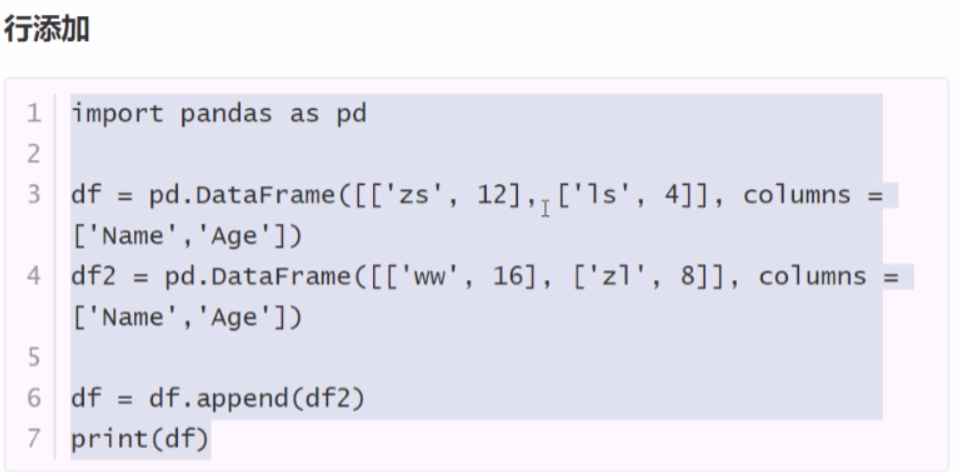 行添加
1 import pandas as pd
2
3 df = pd.DataFrame([['zs', 12], ['ls', 4]], columns =
['Name','Age'])
4 df2 = pd.DataFrame([['ww', 16], ['zl', 8]], columns =
['Name','Age'])
5
6 df = df.append(df2)
7 print(df)